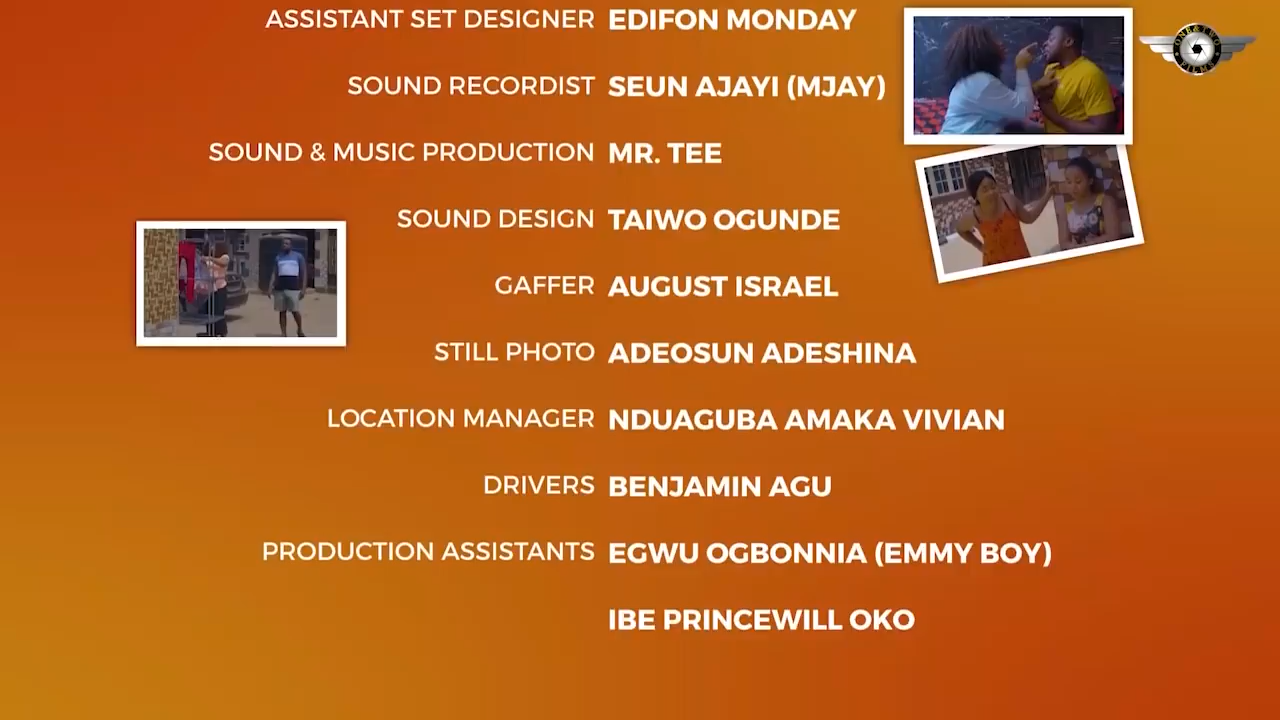 ASSISTANT SET DESIGNER EDIFON MONDAY
SOUND RECORDIST SEUN AJAYI (MJAY)
SOUND & MUSIC PRODUCTION MR. TEE
SOUND DESIGN TAIWO OGUNDE
GAFFER AUGUST ISRAEL
STILL PHOTO ADEOSUN ADESHINA
LOCATION MANAGER NDUAGUBA AMAKA VIVIAN
DRIVERS BENJAMIN AGU
PRODUCTION ASSISTANTS EGWU OGBONNIA (EMMY BOY)
IBE PRINCEWILL OKO
FILMS